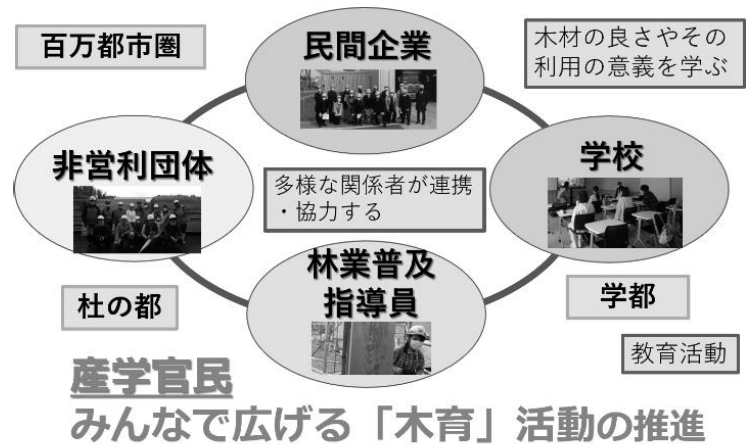 百万都市圏
民間企業
木材の良さやその
利用の意義を学ぶ
非営利団体
多様な関係者が連携
・協力する
学校
林業普及
指導員
杜の都
学都
教育活動
産学官民
みんなで広げる「木育」活動の推進